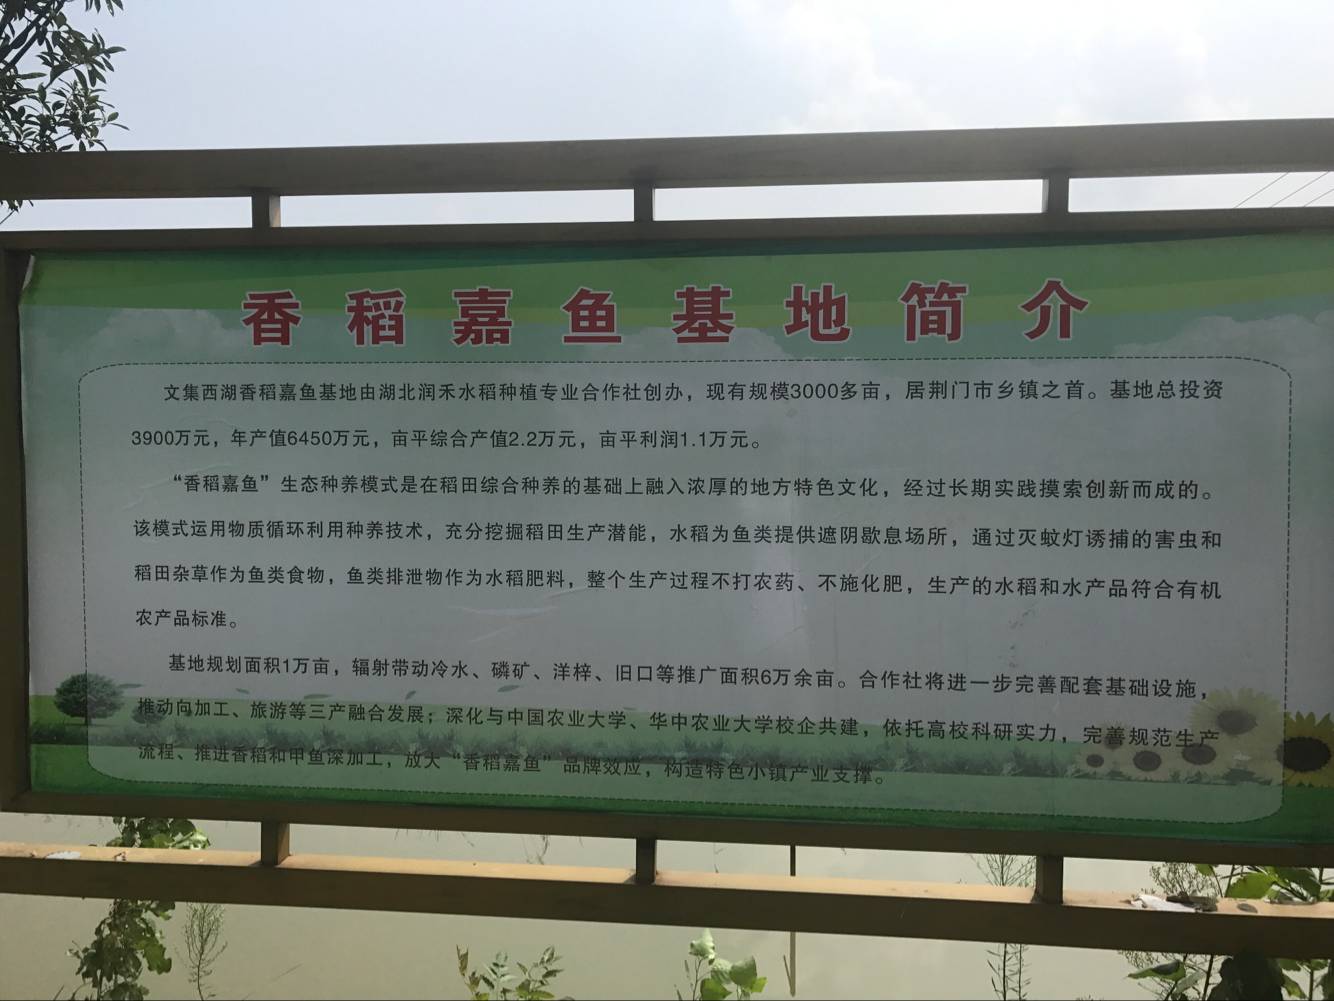 香稻嘉鱼基地简介
文集西湖香稻嘉鱼基地由湖北润禾水稻种植专业合作社创办，现有规模3000多亩，居荆门市乡镇之首。基地总投资
3900万元，年产值6450万元，亩平综合产值2.2万元，亩平利润1.1万元。
“香稻嘉鱼”生态种养模式是在稻田综合种养的基础上融入浓厚的地方特色文化，经过长期实践摸索创新而成的。
该模式运用物质循环利用种养技术，充分挖掘稻田生产潜能，水稻为鱼类提供遮阴歇息场所，通过灭蚊灯诱捕的害虫和
稻田杂草作为鱼类食物，鱼类排泄物作为水稻肥料，整个生产过程不打农药、不施化肥，生产的水稻和水产品符合有机
农产品标准。
基地规划面积1万亩，辐射带动冷水、磷矿、洋梓、旧口等推广面积6万余亩。合作社将进一步完善配套基础设施，
推动向加工、旅游等三产融合发展；深化与中国农业大学、华中农业大学校企共建，依托高校科研实力，完善规范生产
流程、推进香稻和甲鱼深加工，放大“香稻嘉鱼”品牌效应，构造特色小镇产业支撑。